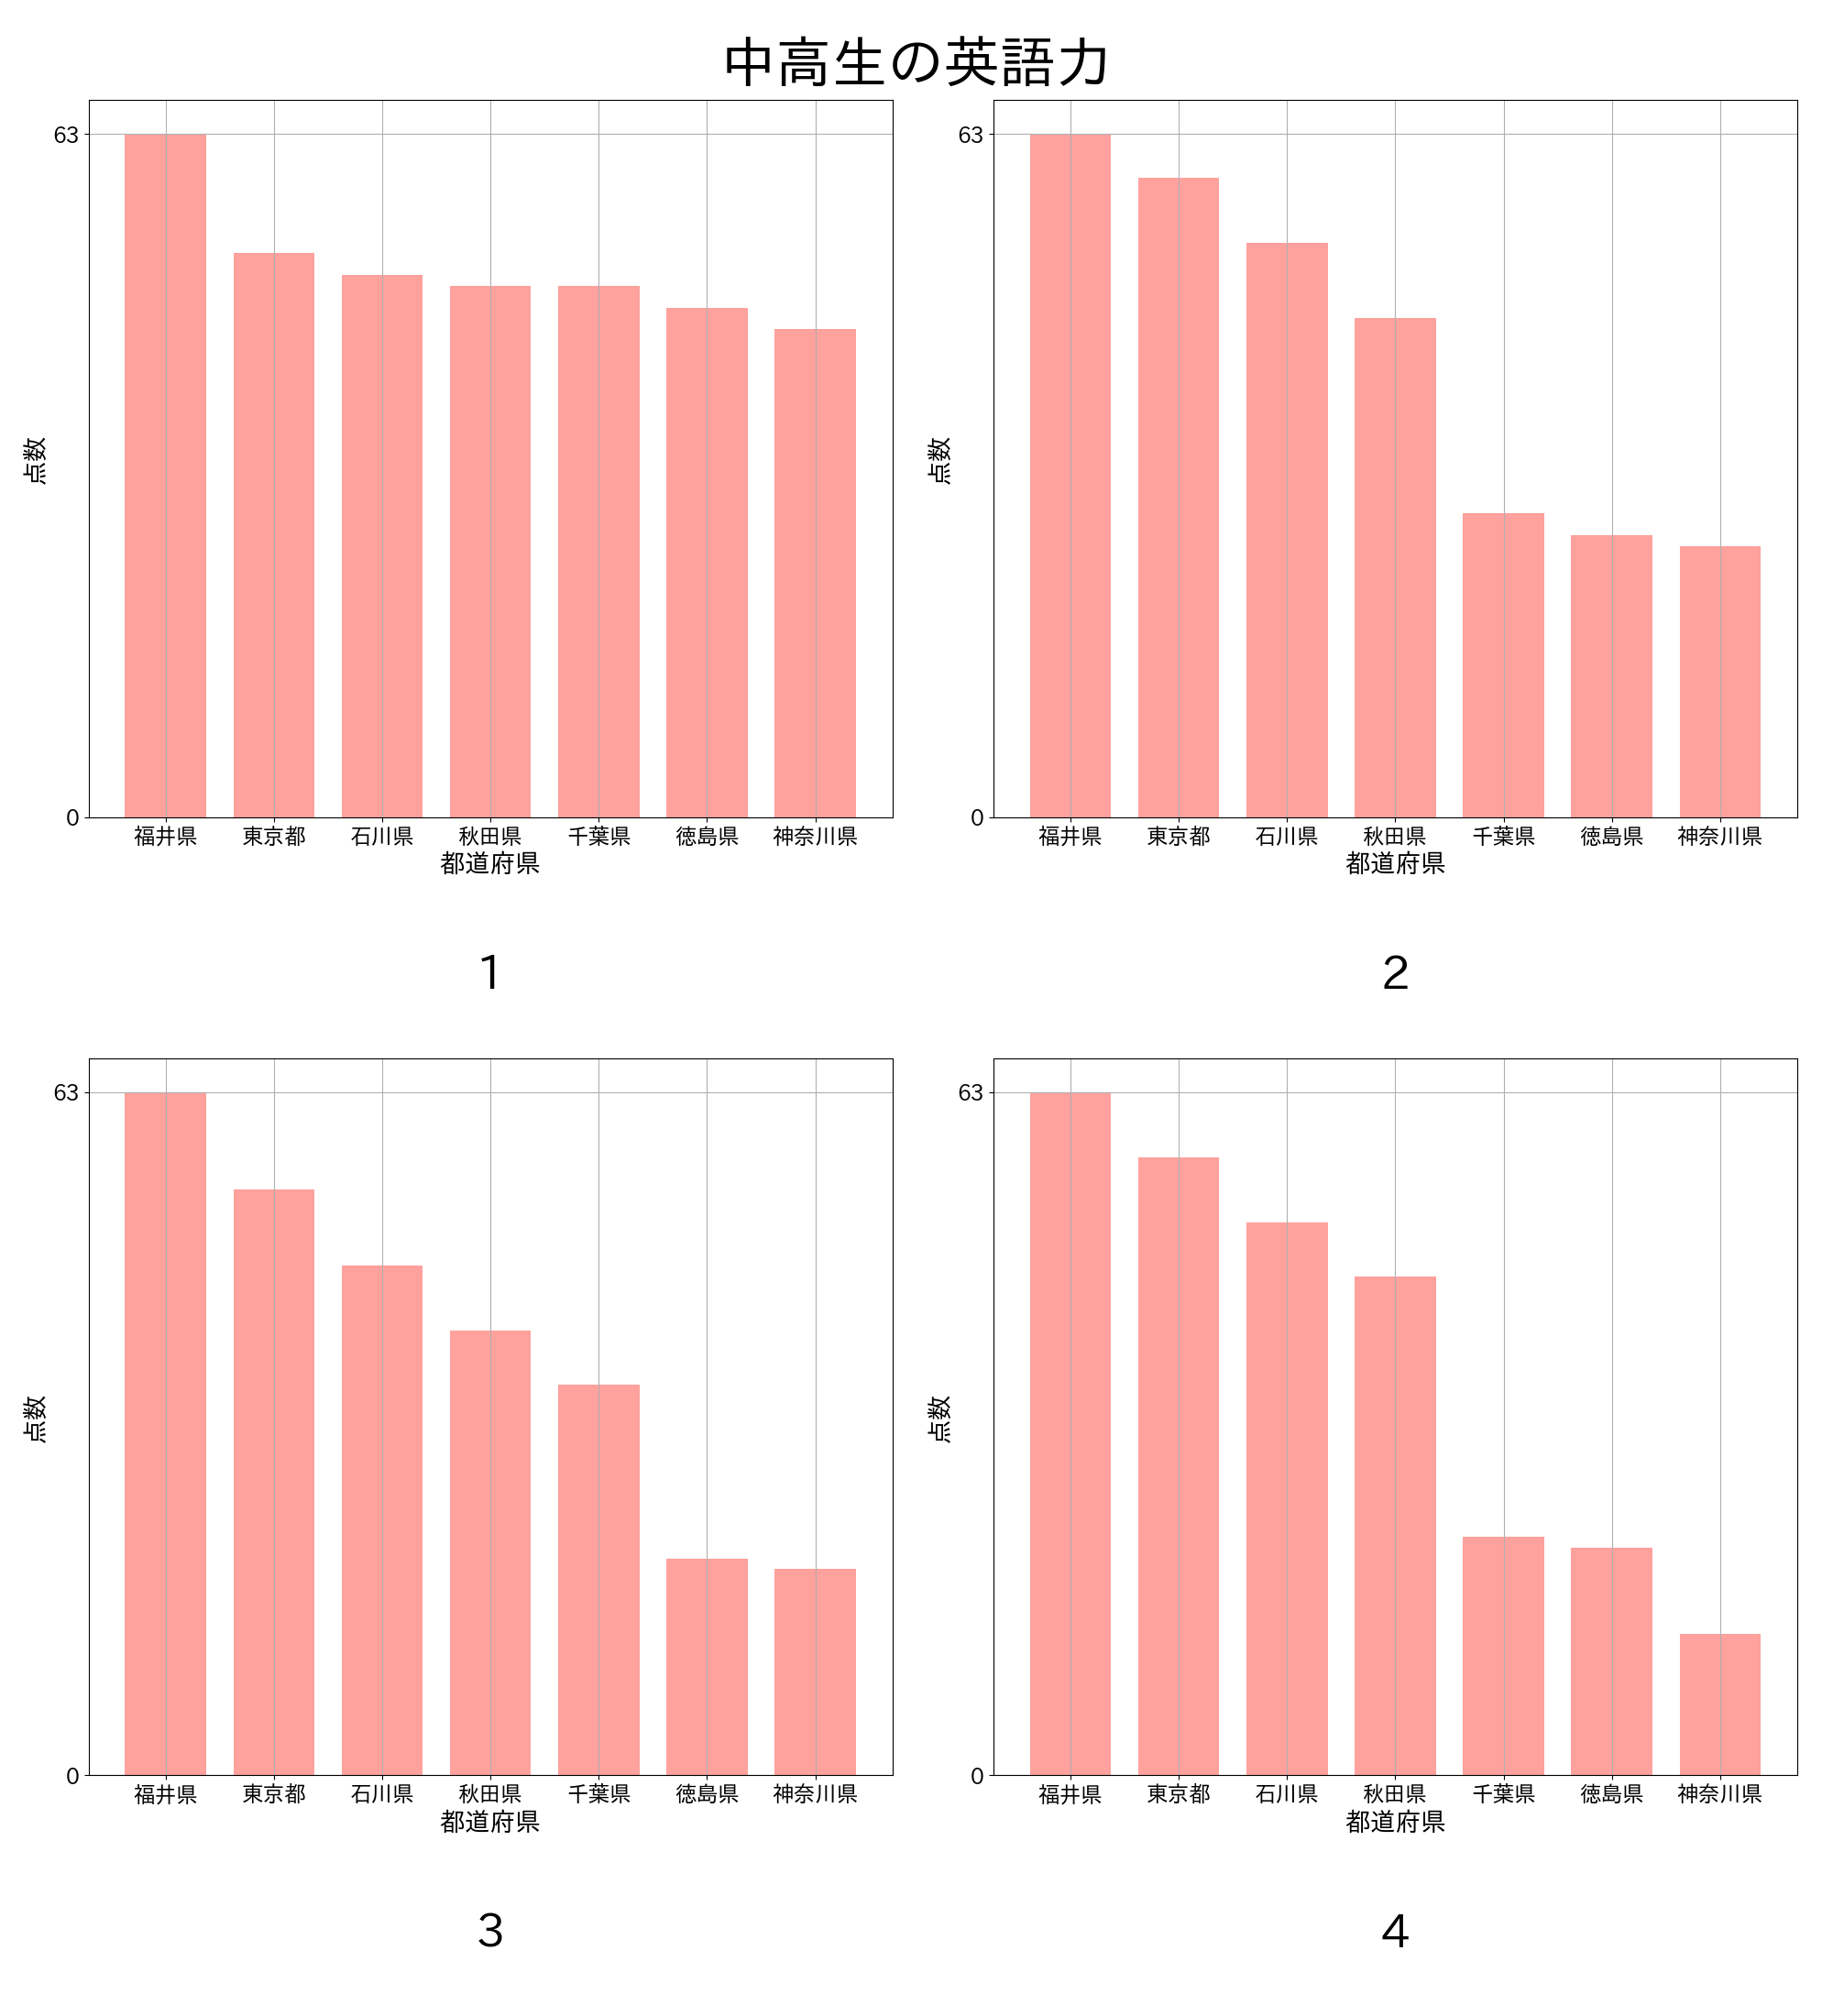 中高生の英語力
63
点数
0
福井県 東京都 石川県 秋田県 千葉県 徳島県 神奈川県
都道府県
1
63
点数
0
福井県 東京都 石川県 秋田県 千葉県 徳島県 神奈川県
都道府県
2
63
点数
0
福井県 東京都 石川県 秋田県 千葉県 徳島県 神奈川県
都道府県
3
63
点数
0
福井県 東京都 石川県 秋田県 千葉県 徳島県 神奈川県
都道府県
4